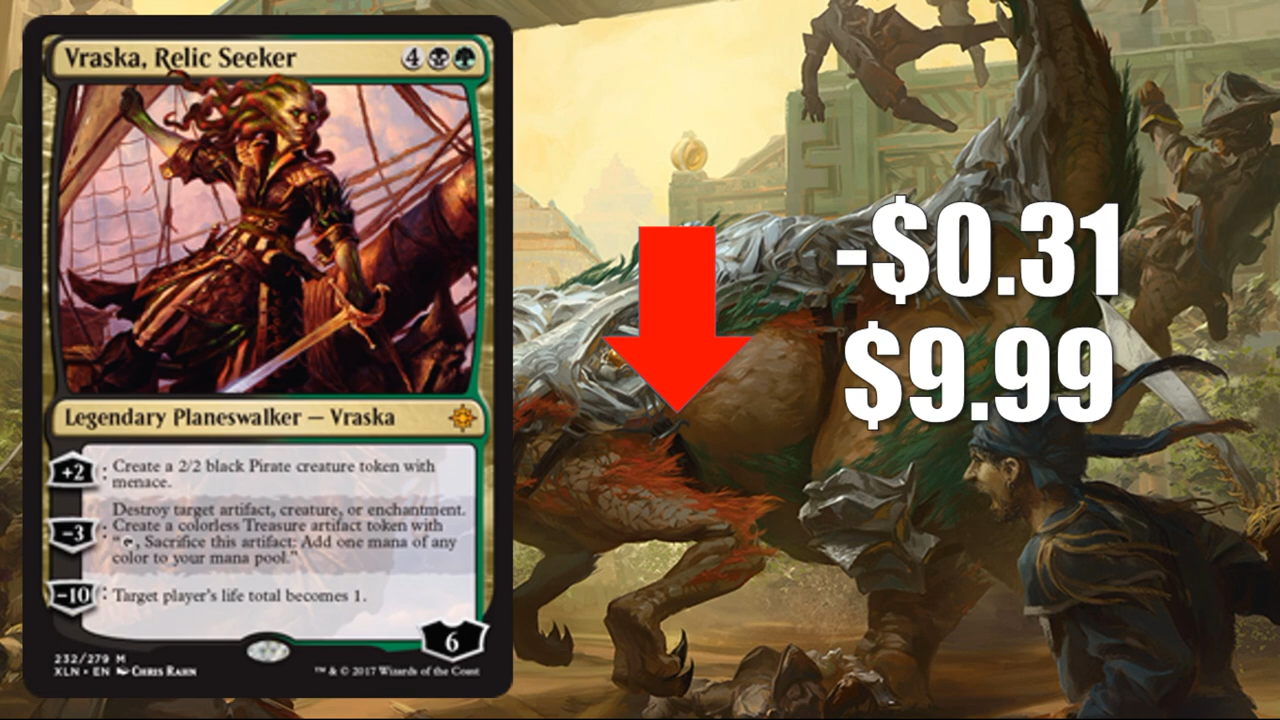 Vraska, Relic Seeker 4
Legendary Planeswalker — Vraska
+2 : Create a 2/2 black Pirate creature token with
menace.
Destroy target artifact, creature, or enchantment.
-3 : Create a colorless Treasure artifact token with
“ , Sacrifice this artifact: Add one mana of any
color to your mana pool.”
-10 : Target player's life total becomes 1.
6
232/279 M
XLN • EN Chris Rahn
™ & © 2017 Wizards of the Coast
-$0.31
$9.99